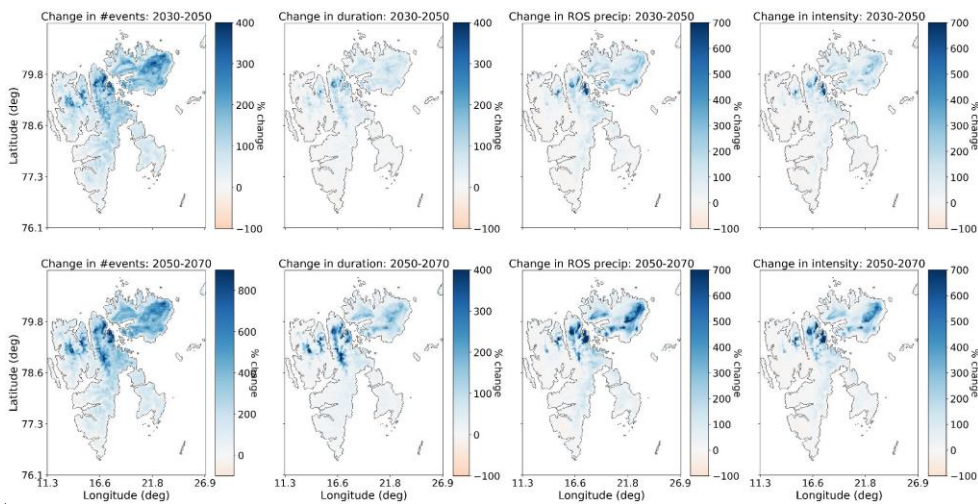 Change in #events: 2030-2050
400
300
200
100
0
−100
% change
Change in duration: 2030-2050
400
300
200
100
0
−100
% change
Change in ROS precip: 2030-2050
700
600
500
400
300
200
100
0
−100
% change
Change in intensity: 2030-2050
700
600
500
400
300
200
100
0
−100
% change
Latitude (deg)
79.8
78.6
77.3
76.1
Change in #events: 2050-2070
800
600
400
200
0
% change
Change in duration: 2050-2070
400
300
200
100
0
−100
% change
Change in ROS precip: 2050-2070
700
600
500
400
300
200
100
0
−100
% change
Change in intensity: 2050-2070
700
600
500
400
300
200
100
0
−100
% change
Latitude (deg)
79.8
78.6
77.3
76.1
11.3 16.6 21.8 26.9
Longitude (deg)
11.3 16.6 21.8 26.9
Longitude (deg)
11.3 16.6 21.8 26.9
Longitude (deg)
11.3 16.6 21.8 26.9
Longitude (deg)